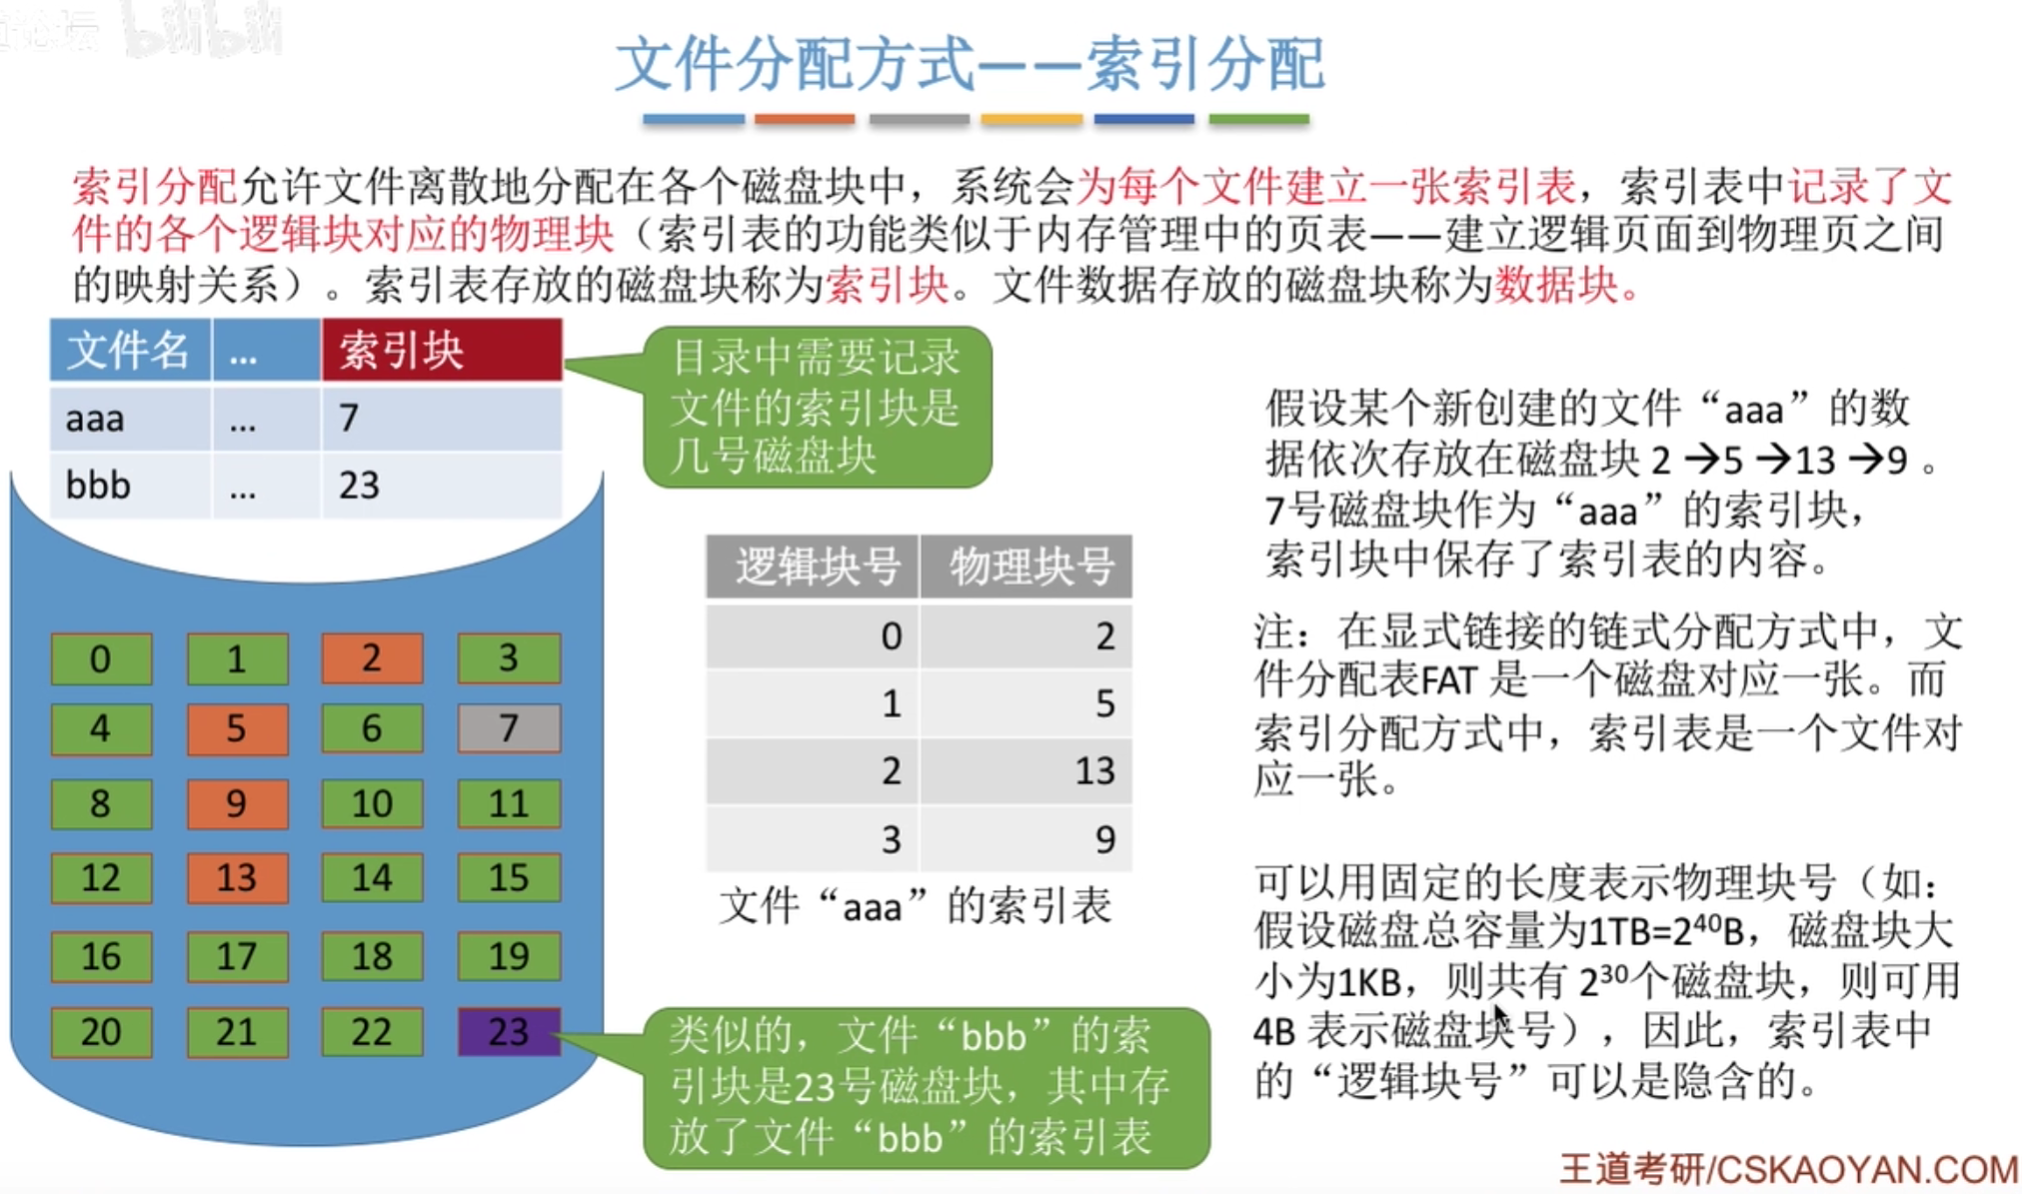 bilibili
文件分配方式——索引分配
索引分配允许文件离散地分配在各个磁盘块中，系统会为每个文件建立一张索引表，索引表中记录了文
件的各个逻辑块对应的物理块（索引表的功能类似于内存管理中的页表——建立逻辑页面到物理页之间
的映射关系）。索引表存放的磁盘块称为索引块。文件数据存放的磁盘块称为数据块。
文件名 ... 索引块
aaa ... 7
bbb ... 23
目录中需要记录
文件的索引块是
几号磁盘块
0 1 2 3
4 5 6 7
8 9 10 11
12 13 14 15
16 17 18 19
20 21 22 23
逻辑块号 物理块号
0 2
1 5
2 13
3 9
文件“aaa”的索引表
类似的，文件“bbb”的索
引块是23号磁盘块，其中存
放了文件“bbb”的索引表
假设某个新创建的文件“aaa”的数
据依次存放在磁盘块 2 →5 →13 →9 。
7号磁盘块作为“aaa”的索引块，
索引块中保存了索引表的内容。
注：在显式链接的链式分配方式中，文
件分配表FAT 是一个磁盘对应一张。而
索引分配方式中，索引表是一个文件对
应一张。
可以用固定的长度表示物理块号（如：
假设磁盘总容量为1TB=2⁴⁰B，磁盘块大
小为1KB，则共有 2³⁰个磁盘块，则可用
4B 表示磁盘块号），因此，索引表中
的“逻辑块号”可以是隐含的。
王道考研/CSKAOYAN.COM